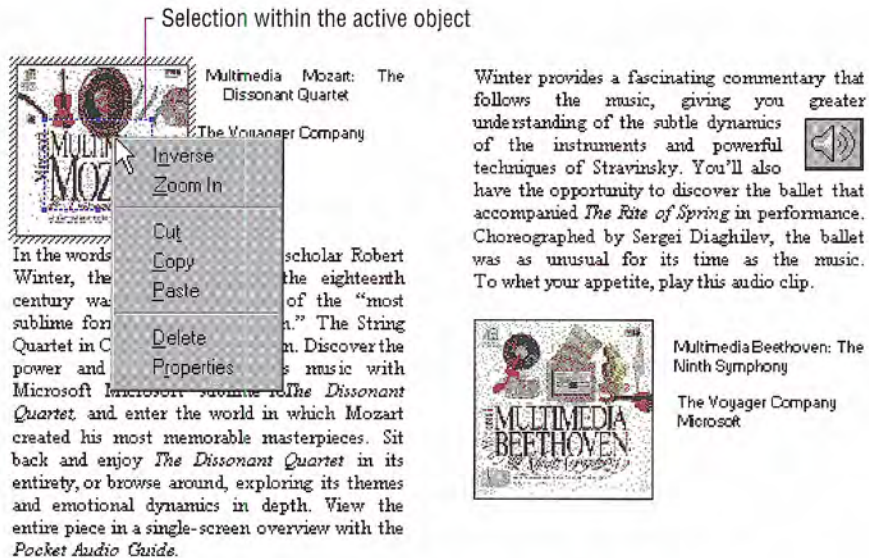 Selection within the active object
Multimedia Mozart: The
Dissonant Quartet
The Voyager Company
MULTIM
MOZ
Inverse
Zoom In
Cut
Copy
Paste
Delete
Properties
In the words scholar Robert
Winter, the the eighteenth
century wa of the “most
sublime for .” The String
Quartet in C n. Discover the
power and s music with
Microsoft The Dissonant
Quartet, and enter the world in which Mozart
created his most memorable masterpieces. Sit
back and enjoy The Dissonant Quartet in its
entirety, or browse around, exploring its themes
and emotional dynamics in depth. View the
entire piece in a single-screen overview with the
Pocket Audio Guide.
Winter provides a fascinating commentary that
follows the music, giving you greater
understanding of the subtle dynamics
of the instruments and powerful
techniques of Stravinsky. You’ll also
have the opportunity to discover the ballet that
accompanied The Rite of Spring in performance.
Choreographed by Sergei Diaghilev, the ballet
was as unusual for its time as the music.
To whet your appetite, play this audio clip.
MULTIMEDIA
BEETHOVEN
Multimedia Beethoven: The
Ninth Symphony
The Voyager Company
Microsoft